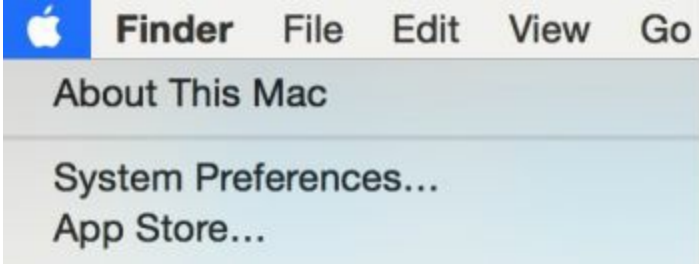 Finder File Edit View Go
About This Mac
System Preferences...
App Store...